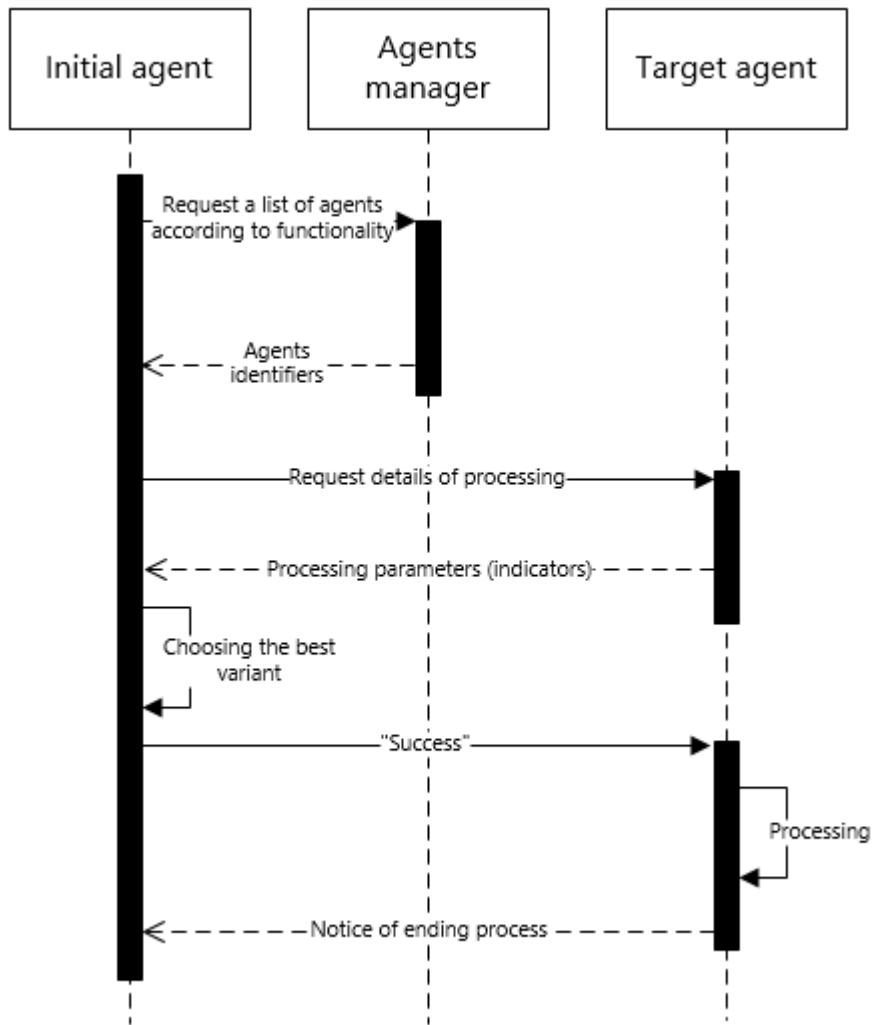 Initial agent
Agents
manager
Target agent
Request a list of agents
according to functionality
Agents
identifiers
Request details of processing
Processing parameters (indicators)
Choosing the best
variant
"Success"
Processing
Notice of ending process